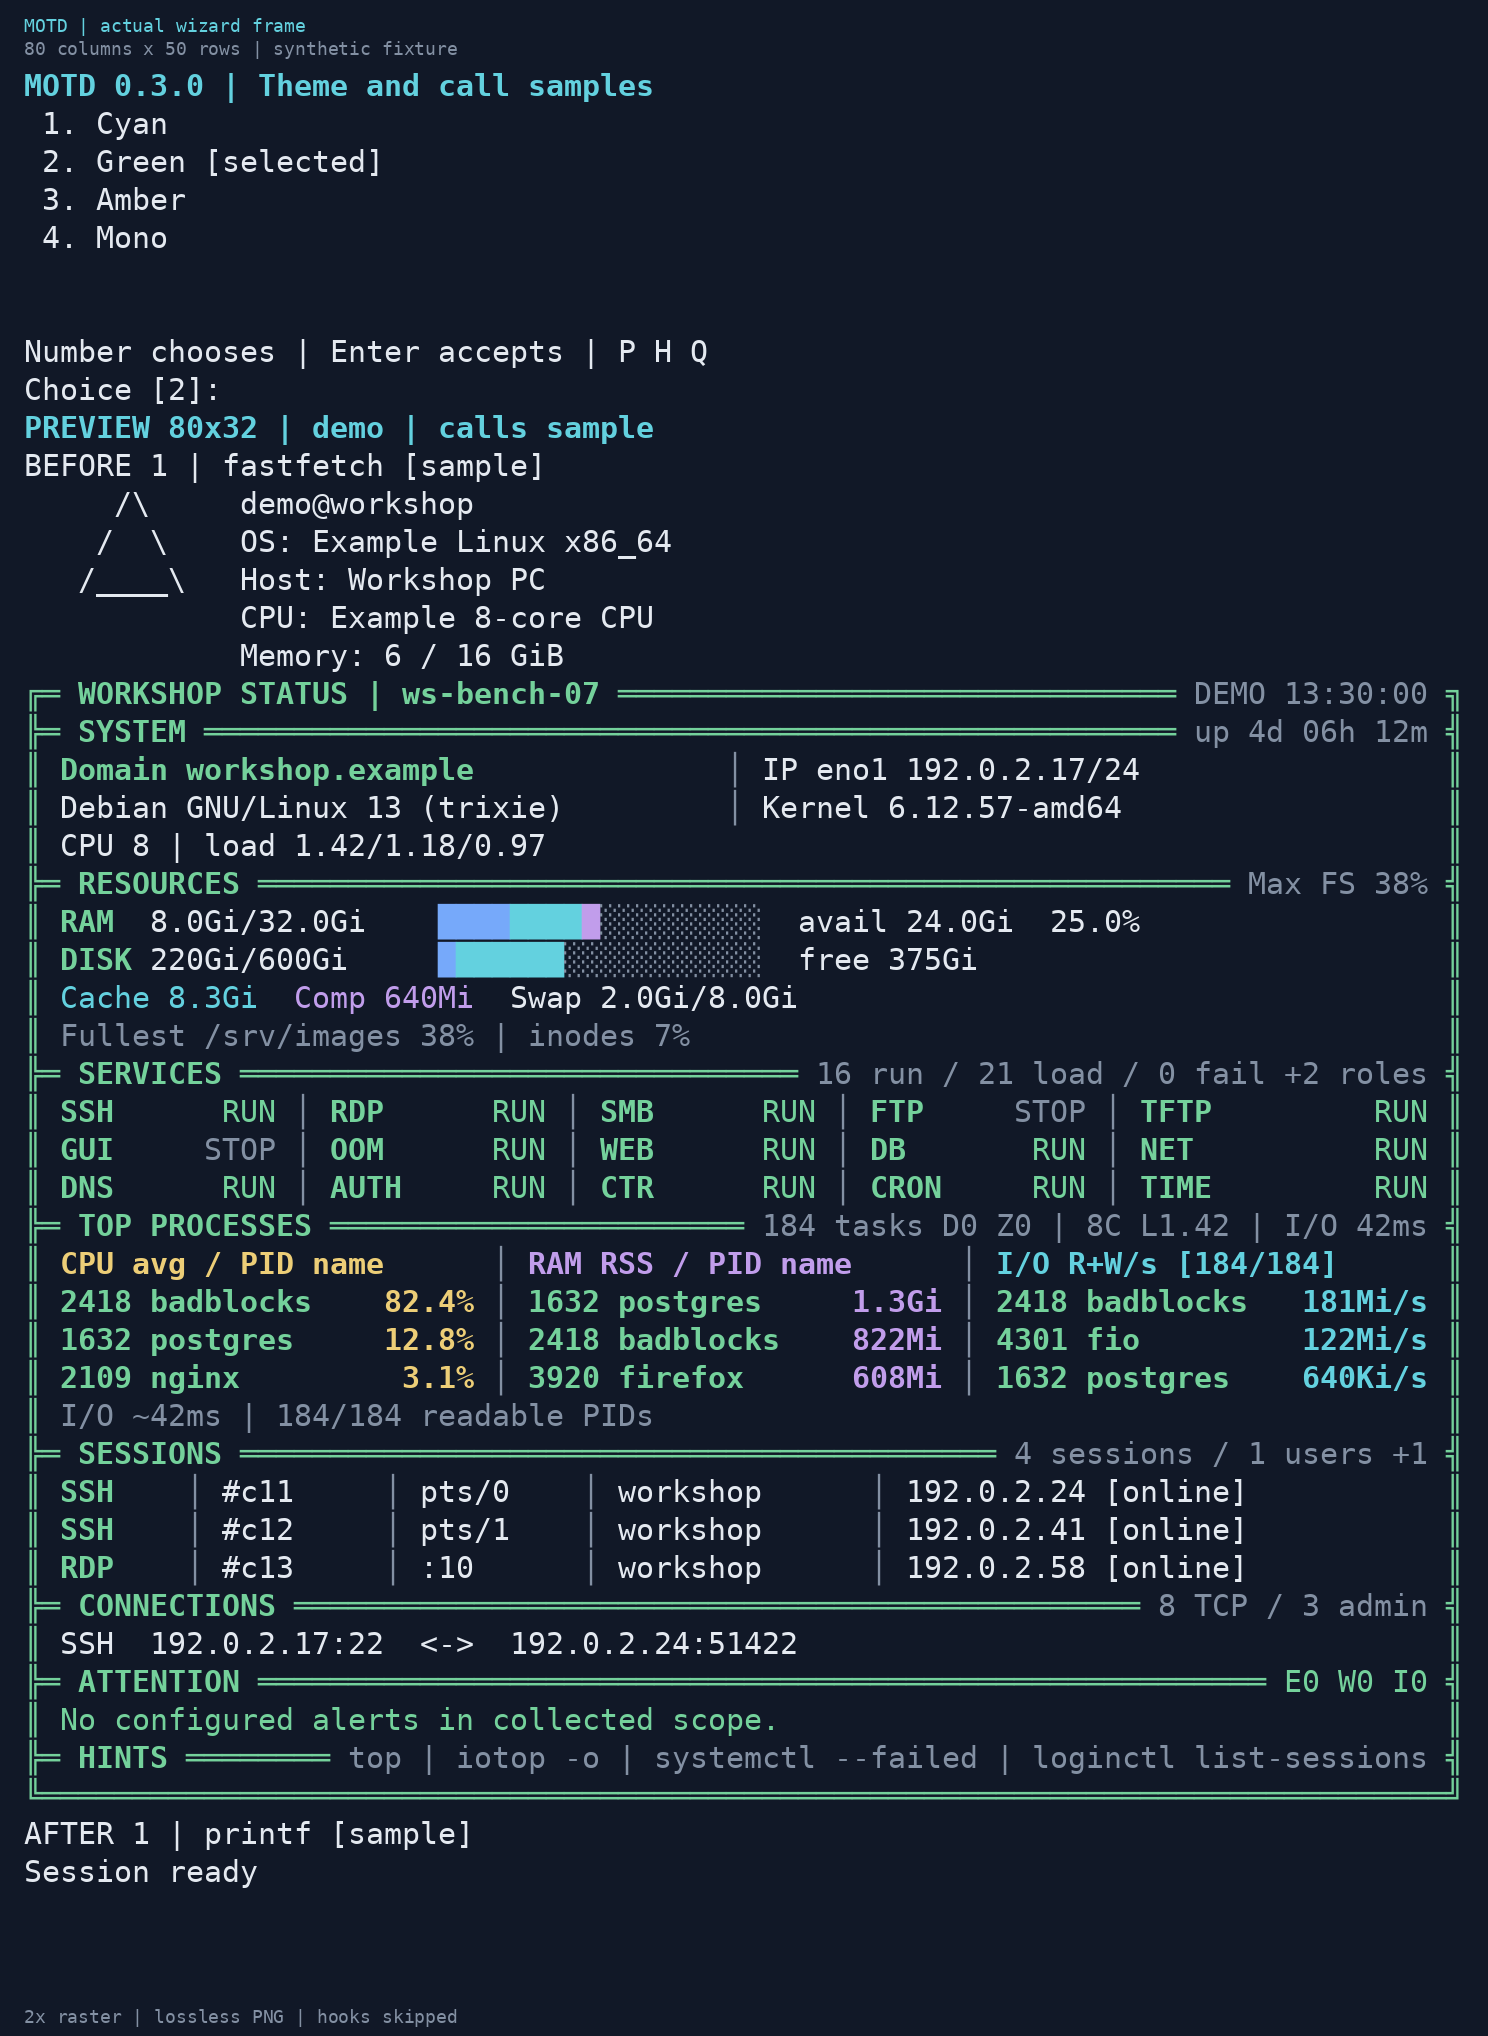 MOTD | actual wizard frame
80 columns x 50 rows | synthetic fixture
MOTD 0.3.0 | Theme and call samples
1. Cyan
2. Green [selected]
3. Amber
4. Mono
Number chooses | Enter accepts | P H Q
Choice [2]:
PREVIEW 80x32 | demo | calls sample
BEFORE 1 | fastfetch [sample]
/\ demo@workshop
/  \ OS: Example Linux x86_64
/____\ Host: Workshop PC
CPU: Example 8-core CPU
Memory: 6 / 16 GiB
WORKSHOP STATUS | ws-bench-07 DEMO 13:30:00
SYSTEM up 4d 06h 12m
Domain workshop.example │ IP eno1 192.0.2.17/24
Debian GNU/Linux 13 (trixie) │ Kernel 6.12.57-amd64
CPU 8 | load 1.42/1.18/0.97
RESOURCES Max FS 38%
RAM 8.0Gi/32.0Gi avail 24.0Gi 25.0%
DISK 220Gi/600Gi free 375Gi
Cache 8.3Gi Comp 640Mi Swap 2.0Gi/8.0Gi
Fullest /srv/images 38% | inodes 7%
SERVICES 16 run / 21 load / 0 fail +2 roles
SSH RUN │ RDP RUN │ SMB RUN │ FTP STOP │ TFTP RUN
GUI STOP │ OOM RUN │ WEB RUN │ DB RUN │ NET RUN
DNS RUN │ AUTH RUN │ CTR RUN │ CRON RUN │ TIME RUN
TOP PROCESSES 184 tasks D0 Z0 | 8C L1.42 | I/O 42ms
CPU avg / PID name │ RAM RSS / PID name │ I/O R+W/s [184/184]
2418 badblocks 82.4% │ 1632 postgres 1.3Gi │ 2418 badblocks 181Mi/s
1632 postgres 12.8% │ 2418 badblocks 822Mi │ 4301 fio 122Mi/s
2109 nginx 3.1% │ 3920 firefox 608Mi │ 1632 postgres 640Ki/s
I/O ~42ms | 184/184 readable PIDs
SESSIONS 4 sessions / 1 users +1
SSH │ #c11 │ pts/0 │ workshop │ 192.0.2.24 [online]
SSH │ #c12 │ pts/1 │ workshop │ 192.0.2.41 [online]
RDP │ #c13 │ :10 │ workshop │ 192.0.2.58 [online]
CONNECTIONS 8 TCP / 3 admin
SSH 192.0.2.17:22 <-> 192.0.2.24:51422
ATTENTION E0 W0 I0
No configured alerts in collected scope.
HINTS top | iotop -o | systemctl --failed | loginctl list-sessions
AFTER 1 | printf [sample]
Session ready
2x raster | lossless PNG | hooks skipped